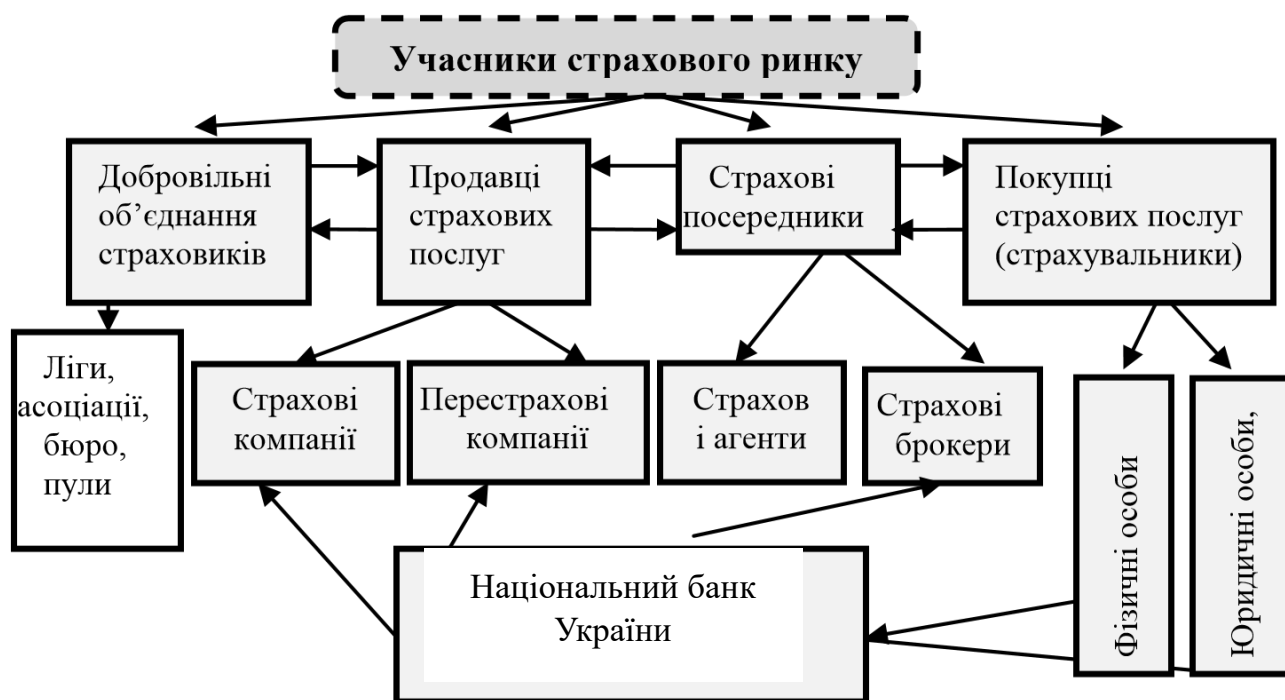 Учасники страхового ринку
Добровільні
об’єднання
страховиків
Продавці
страхових
послуг
Страхові
посередники
Покупці
страхових послуг
(страхувальники)
Ліги,
асоціації,
бюро,
пули
Страхові
компанії
Перестрахові
компанії
Страхов
і агенти
Страхові
брокери
Фізичні особи
Юридичні особи,
Національний банк
України